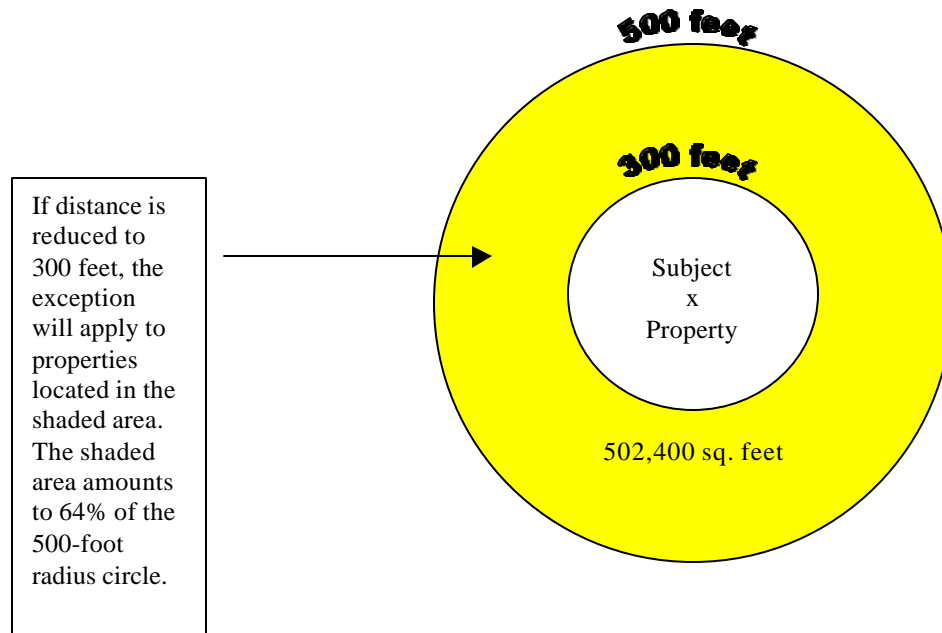 500 feet
300 feet
If distance is
reduced to
300 feet, the
exception
will apply to
properties
located in the
shaded area.
The shaded
area amounts
to 64% of the
500-foot
radius circle.
Subject
x
Property
502,400 sq. feet